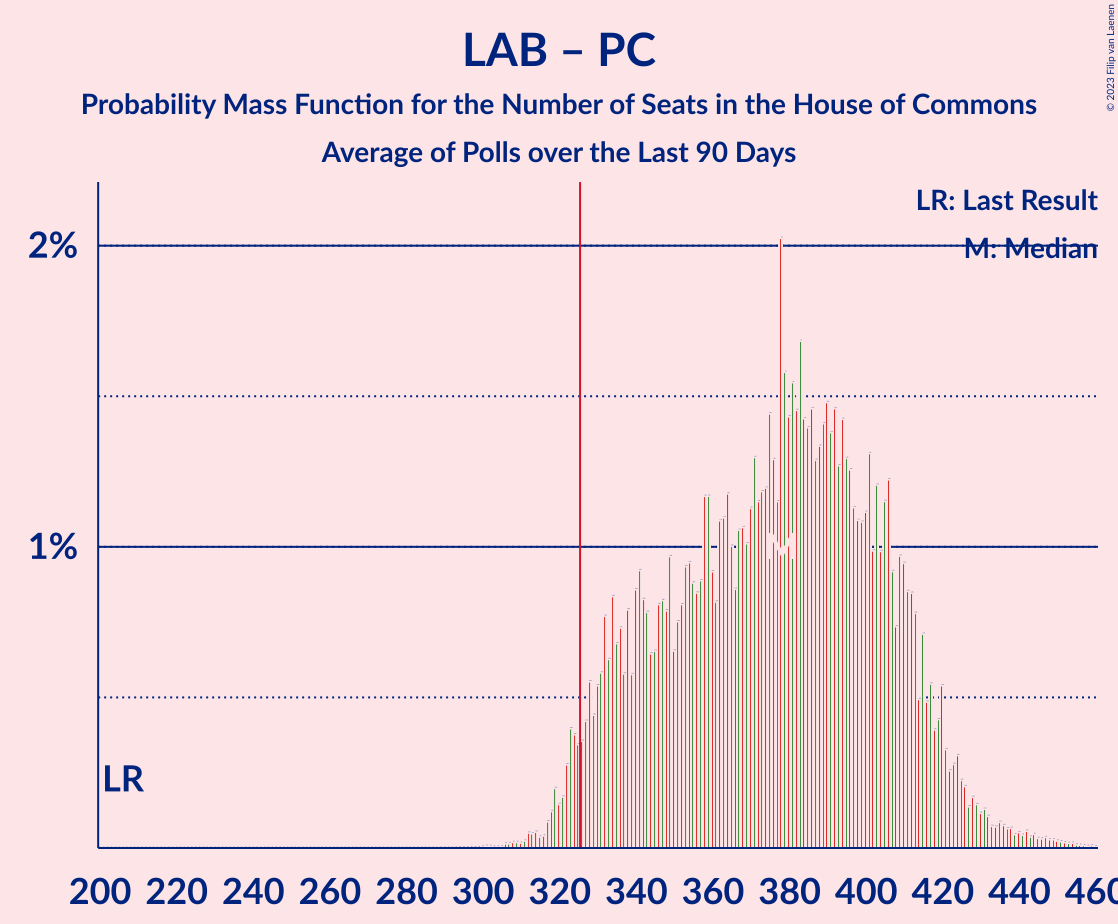 LAB – PC
Probability Mass Function for the Number of Seats in the House of Commons
Average of Polls over the Last 90 Days
© 2023 Filip van Laenen
LR: Last Result
M: Median
2%
1%
M
LR
200 220 240 260 280 300 320 340 360 380 400 420 440 460